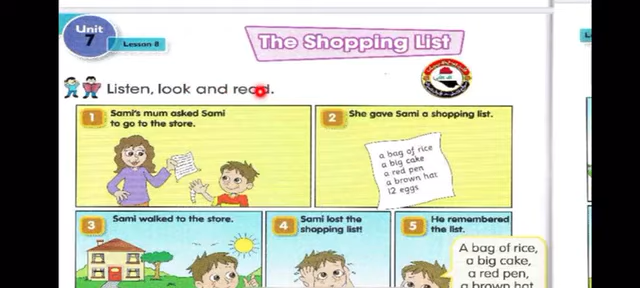 Unit
7
Lesson 8
The Shopping List
Listen, look and read.
1
Sami's mum asked Sami
to go to the store.
2
She gave Sami a shopping list.
a bag of rice
a big cake
a red pen
a brown hat
12 eggs
3
Sami walked to the store.
4
Sami lost the
shopping list!
5
He remembered
the list.
A bag of rice,
a big cake,
a red pen,
a brown hat